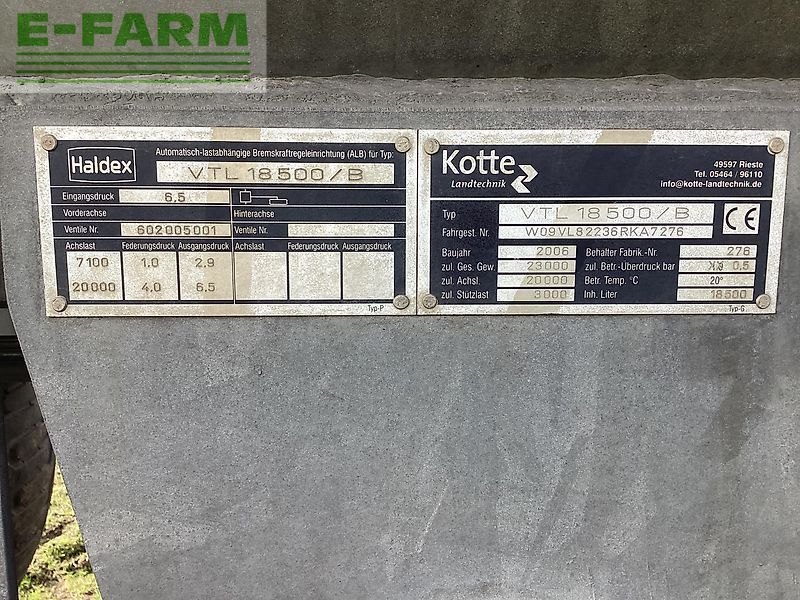 E-FARM
Haldex
Automatisch-lastabhängige Bremskraftregeleinrichtung (ALB) für Typ:
VTL 18500/B
Eingangsdruck 6.5
Vorderachse Hinterachse
Ventile Nr. 602005001 Ventile Nr.
Achslast Federungsdruck Ausgangsdruck Achslast Federungsdruck Ausgangsdruck
7100 1.0 2.9
20000 4.0 6.5
Typ-P
Kotte
Landtechnik
49597 Rieste
Tel. 05464 / 96110
info@kotte-landtechnik.de
Typ VTL 18500/B
Fahrgest. Nr. W09VL82236RKA7276
CE
Baujahr 2006 Behälter Fabrik.-Nr. 276
zul. Ges. Gew. 23000 zul. Betr.-Überdruck bar 0,5
zul. Achsl. 20000 Betr. Temp. °C 20°
zul. Stützlast 3000 Inh. Liter 18500
Typ-G